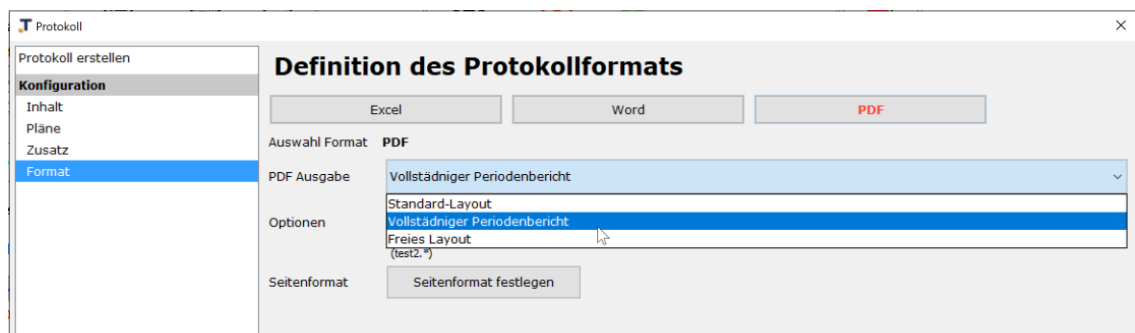 Protokoll
Protokoll erstellen
Konfiguration
Inhalt
Pläne
Zusatz
Format
Definition des Protokollformats
Excel Word PDF
Auswahl Format PDF
PDF Ausgabe Vollstädniger Periodenbericht
Standard-Layout
Optionen Vollstädniger Periodenbericht
Freies Layout
(test2.*)
Seitenformat Seitenformat festlegen